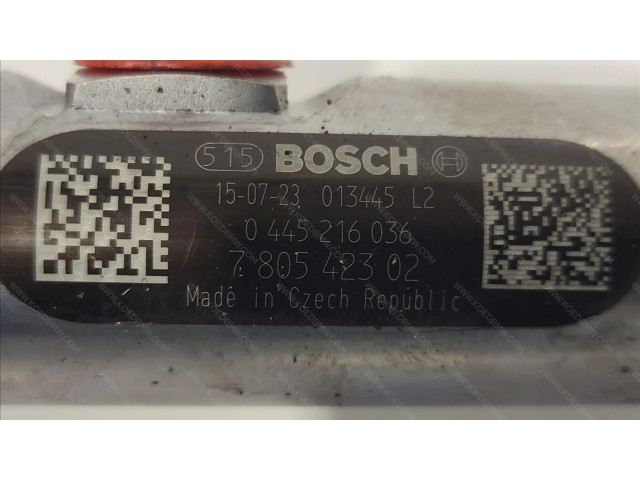 515 BOSCH
15-07-23 013445 L2
0 445 216 036
7 805 423 02
Made in Czech Republic